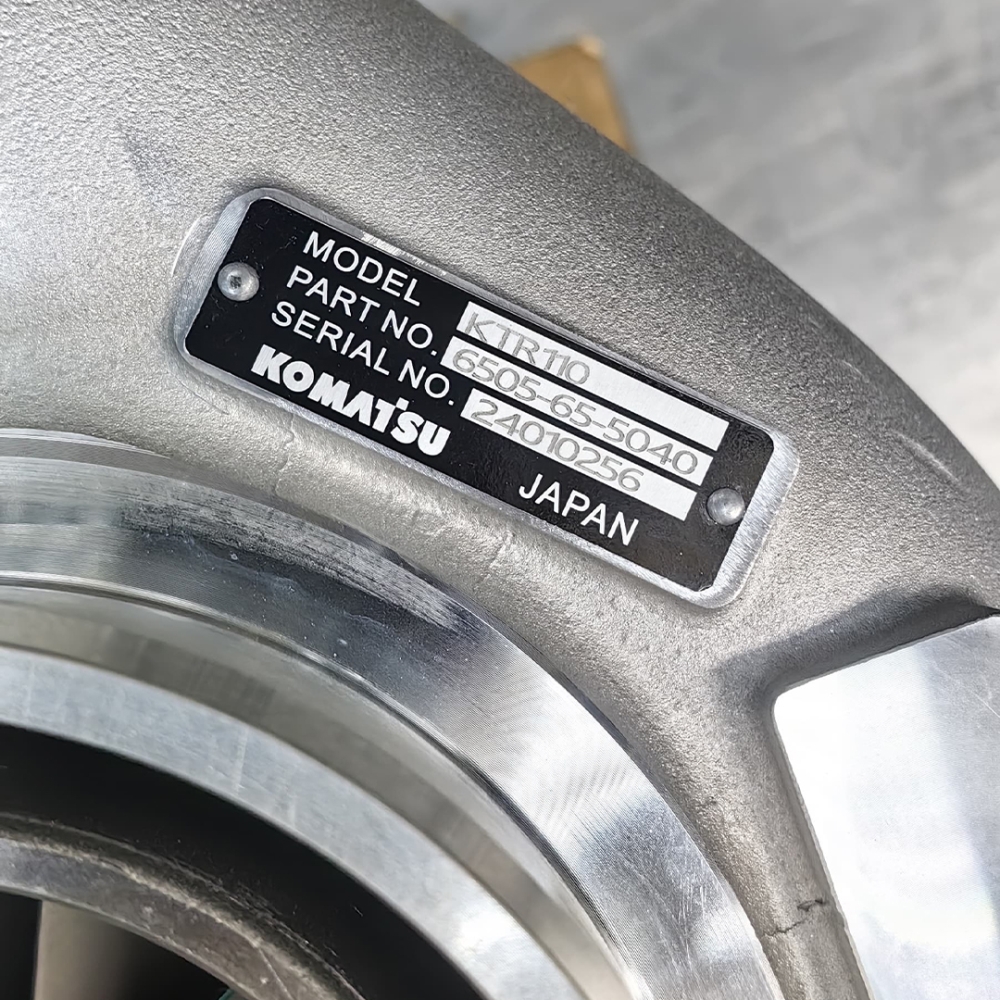 MODEL KTR110
PART NO. 6505-65-5040
SERIAL NO. 24010256
KOMATSU JAPAN